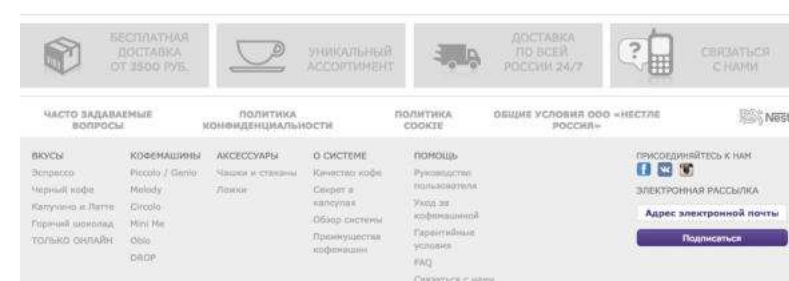 БЕСПЛАТНАЯ
ДОСТАВКА
ОТ 3500 РУБ.
УНИКАЛЬНЫЙ
АССОРТИМЕНТ
ДОСТАВКА
ПО ВСЕЙ
РОССИИ 24/7
?
СВЯЗАТЬСЯ
С НАМИ
ЧАСТО ЗАДАВАЕМЫЕ
ВОПРОСЫ
ПОЛИТИКА
КОНФИДЕНЦИАЛЬНОСТИ
ПОЛИТИКА
COOKIE
ОБЩИЕ УСЛОВИЯ ООО «НЕСТЛЕ
РОССИЯ»
Nest
ВКУСЫ
Эспрессо
Черный кофе
Капучино и Латте
Горячий шоколад
ТОЛЬКО ОНЛАЙН
КОФЕМАШИНЫ
Piccolo / Genio
Melody
Circolo
Mini Me
Oblo
DROP
АКСЕССУАРЫ
Чашки и стаканы
Ложки
О СИСТЕМЕ
Качество кофе
Секрет в
капсулах
Обзор системы
Преимущества
кофемашин
ПОМОЩЬ
Руководство
пользователя
Уход за
кофемашиной
Гарантийные
условия
FAQ
Связаться с нами
ПРИСОЕДИНЯЙТЕСЬ К НАМ
ЭЛЕКТРОННАЯ РАССЫЛКА
Адрес электронной почты
Подписаться